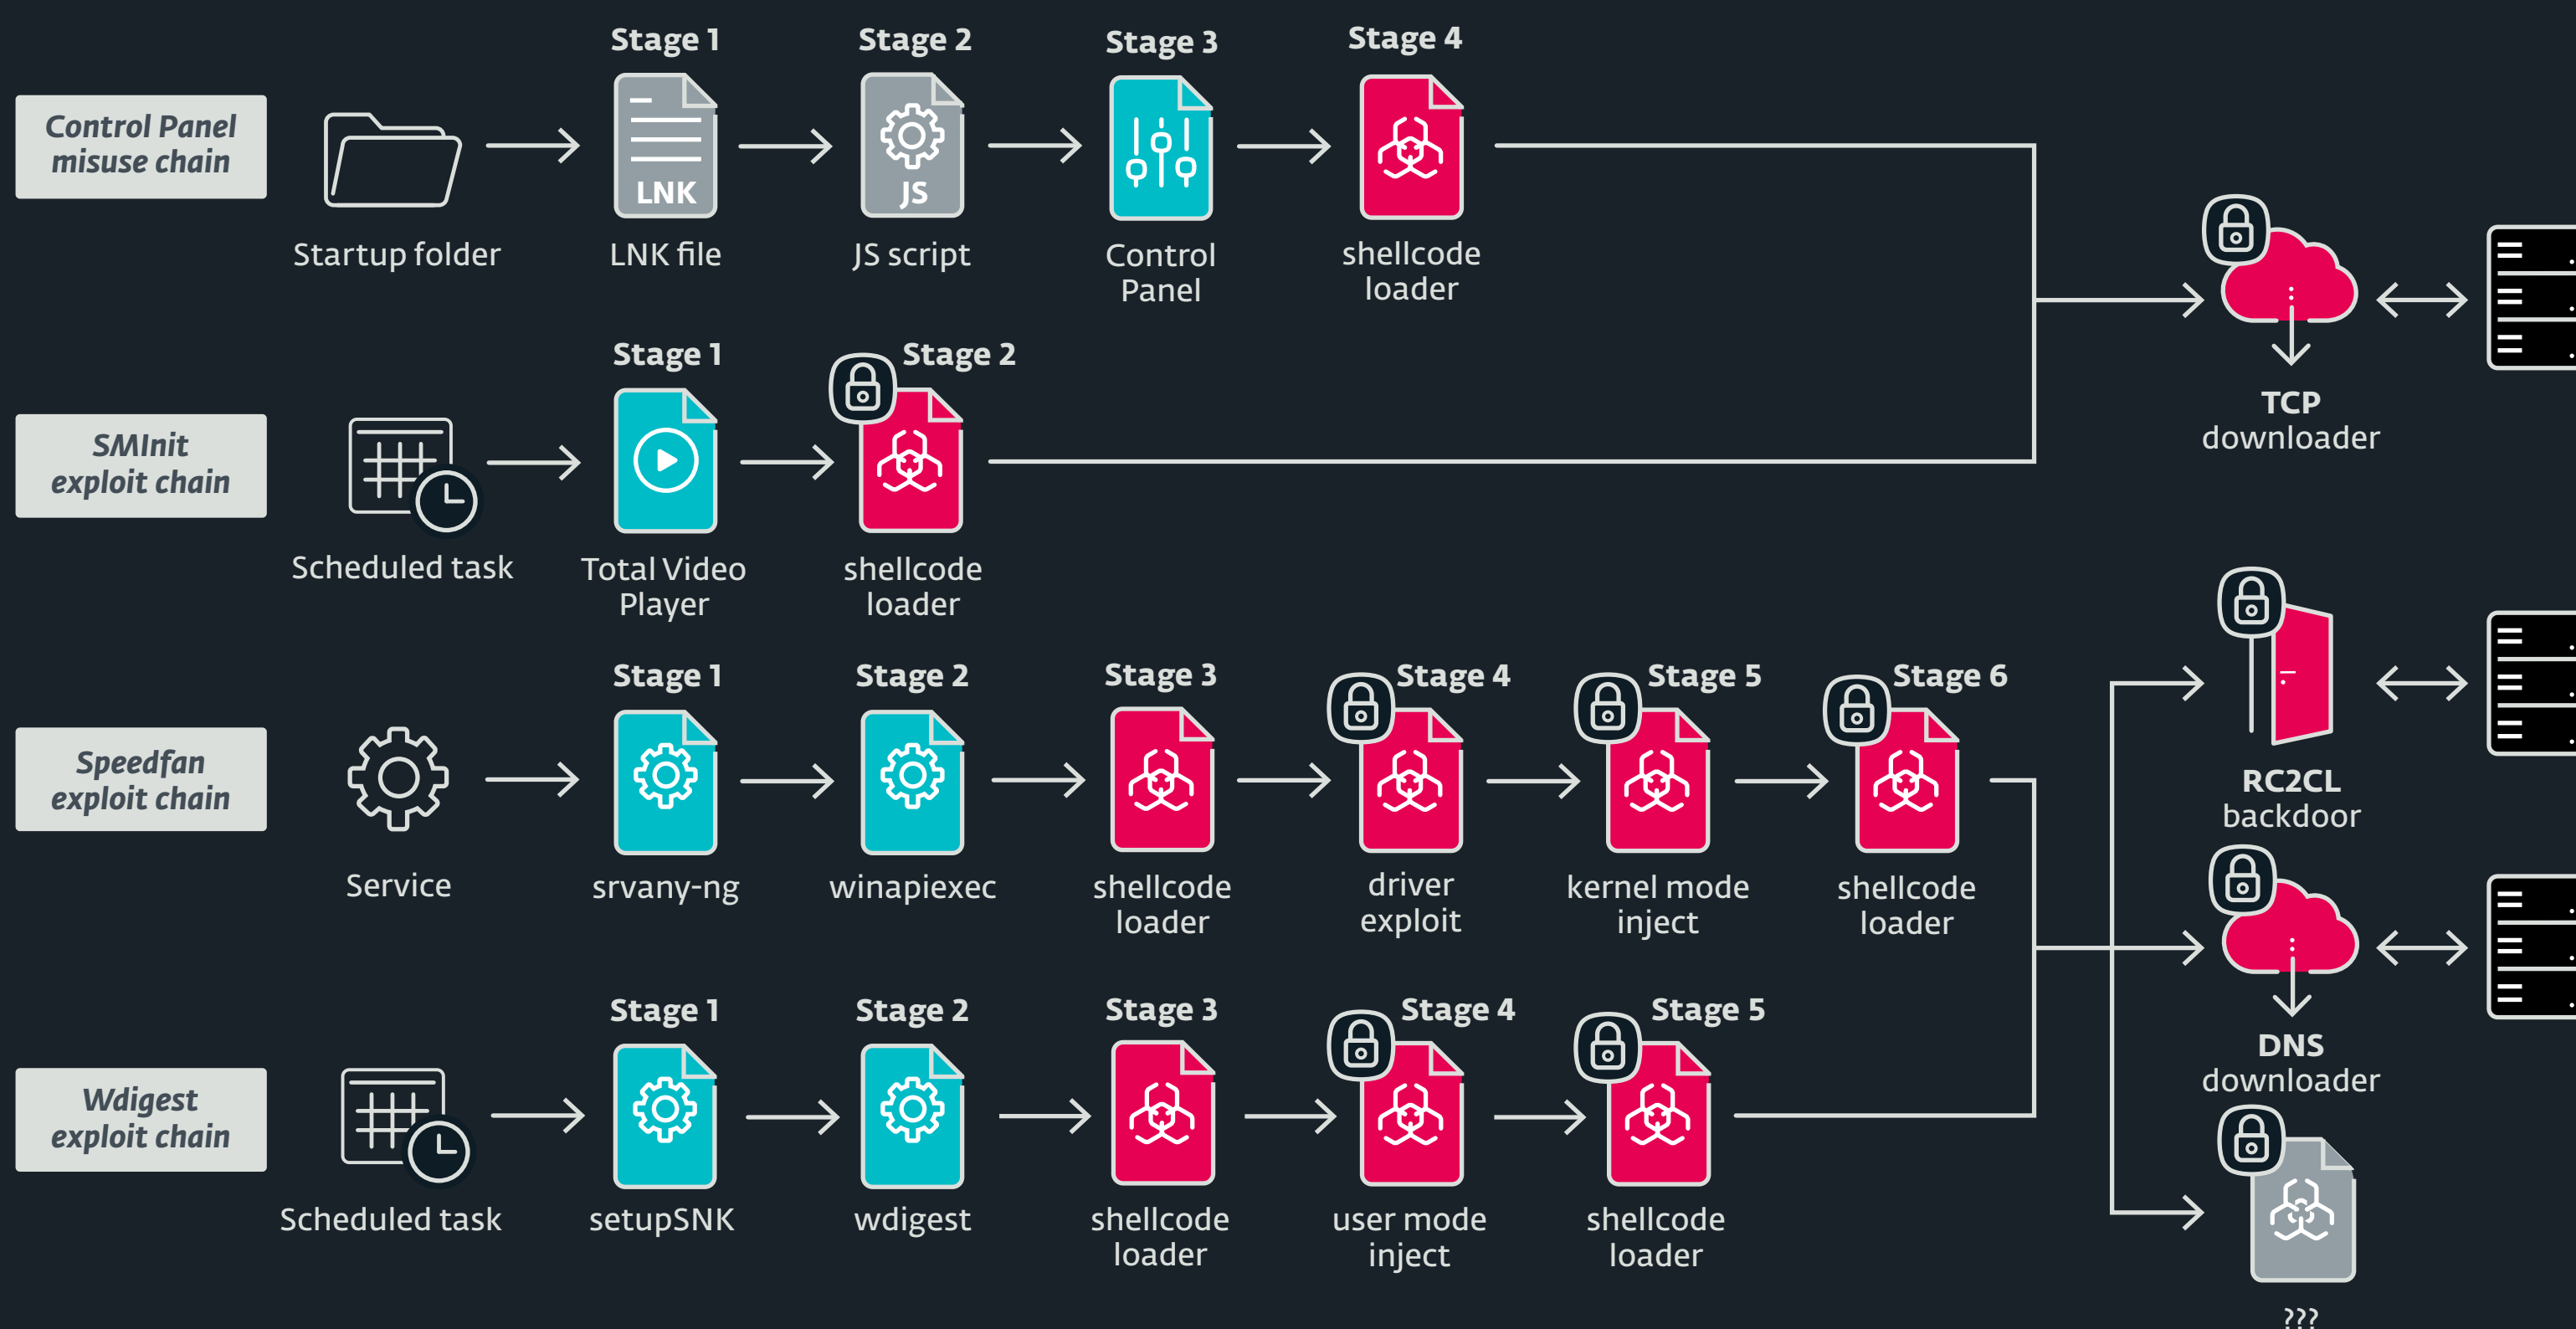 Control Panel
misuse chain
Startup folder
Stage 1
LNK
LNK file
Stage 2
JS
JS script
Stage 3
Control
Panel
Stage 4
shellcode
loader
TCP
downloader
SMInit
exploit chain
Scheduled task
Stage 1
Total Video
Player
Stage 2
shellcode
loader
Speedfan
exploit chain
Service
Stage 1
srvany-ng
Stage 2
winapiexec
Stage 3
shellcode
loader
Stage 4
driver
exploit
Stage 5
kernel mode
inject
Stage 6
shellcode
loader
RC2CL
backdoor
DNS
downloader
Wdigest
exploit chain
Scheduled task
Stage 1
setupSNK
Stage 2
wdigest
Stage 3
shellcode
loader
Stage 4
user mode
inject
Stage 5
shellcode
loader
???